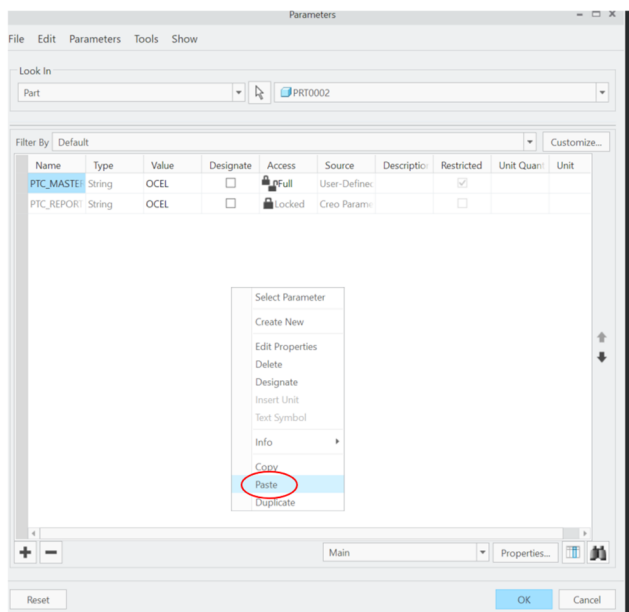 Parameters
File Edit Parameters Tools Show
Look In
Part PRT0002
Filter By Default Customize...
Name Type Value Designate Access Source Description Restricted Unit Quant Unit
PTC_MASTER String OCEL Full User-Defined
PTC_REPORT String OCEL Locked Creo Parame
Select Parameter
Create New
Edit Properties
Delete
Designate
Insert Unit
Text Symbol
Info
Copy
Paste
Duplicate
Main Properties...
Reset OK Cancel